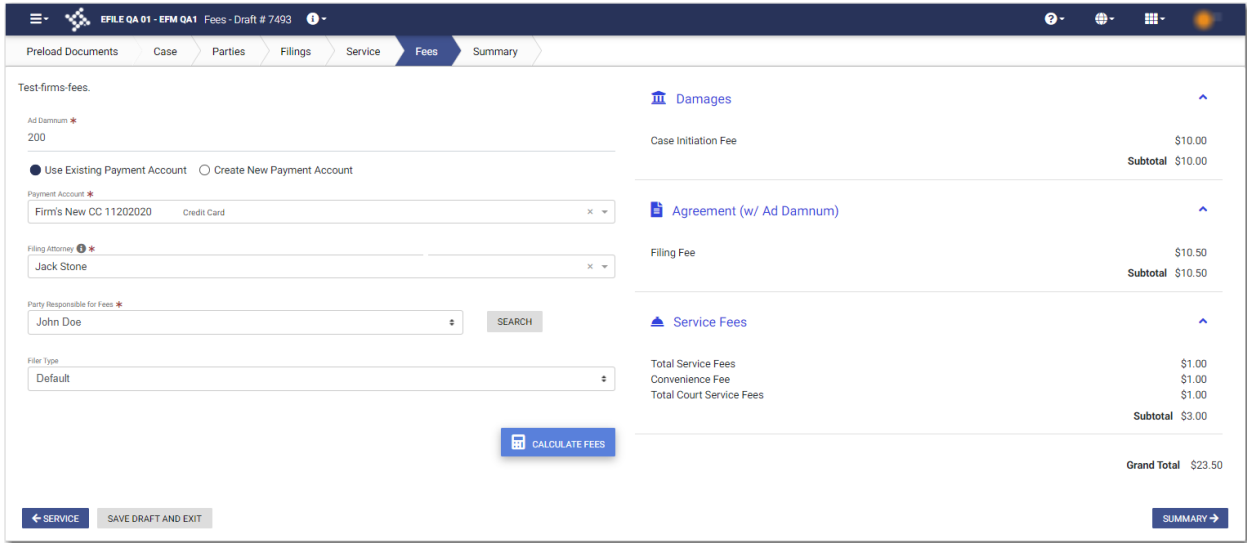 EFILE QA 01 - EFM QA1 Fees - Draft # 7493
Preload Documents Case Parties Filings Service Fees Summary
Test-firms-fees.
Ad Damnum *
200
Use Existing Payment Account Create New Payment Account
Payment Account *
Firm's New CC 11202020 Credit Card
Filing Attorney *
Jack Stone
Party Responsible for Fees *
John Doe
SEARCH
Filer Type
Default
CALCULATE FEES
Damages
Case Initiation Fee $10.00
Subtotal $10.00
Agreement (w/ Ad Damnum)
Filing Fee $10.50
Subtotal $10.50
Service Fees
Total Service Fees $1.00
Convenience Fee $1.00
Total Court Service Fees $1.00
Subtotal $3.00
Grand Total $23.50
SERVICE SAVE DRAFT AND EXIT SUMMARY